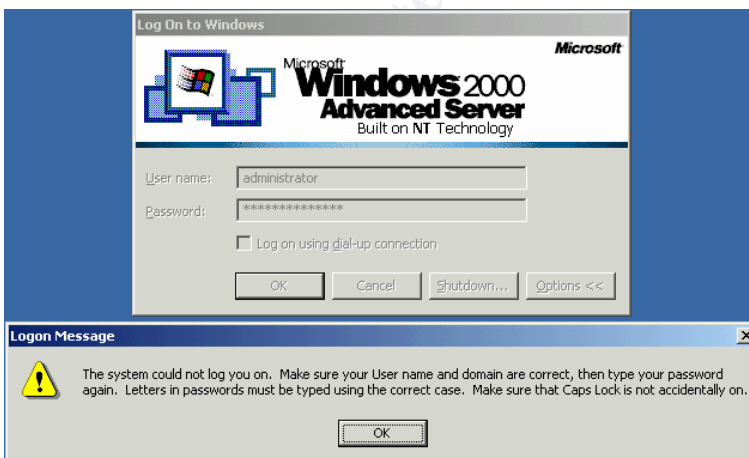 Log On to Windows
Microsoft
Microsoft
Windows 2000
Advanced Server
Built on NT Technology
User name:
administrator
Password:
**************
Log on using dial-up connection
OK
Cancel
Shutdown...
Options <<
Logon Message
The system could not log you on. Make sure your User name and domain are correct, then type your password
again. Letters in passwords must be typed using the correct case. Make sure that Caps Lock is not accidentally on.
OK